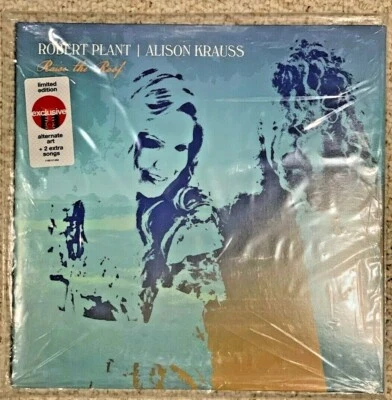 ROBERT PLANT | ALISON KRAUSS
Raise the Roof
limited
edition
exclusive
alternate
art
+ 2 extra
songs